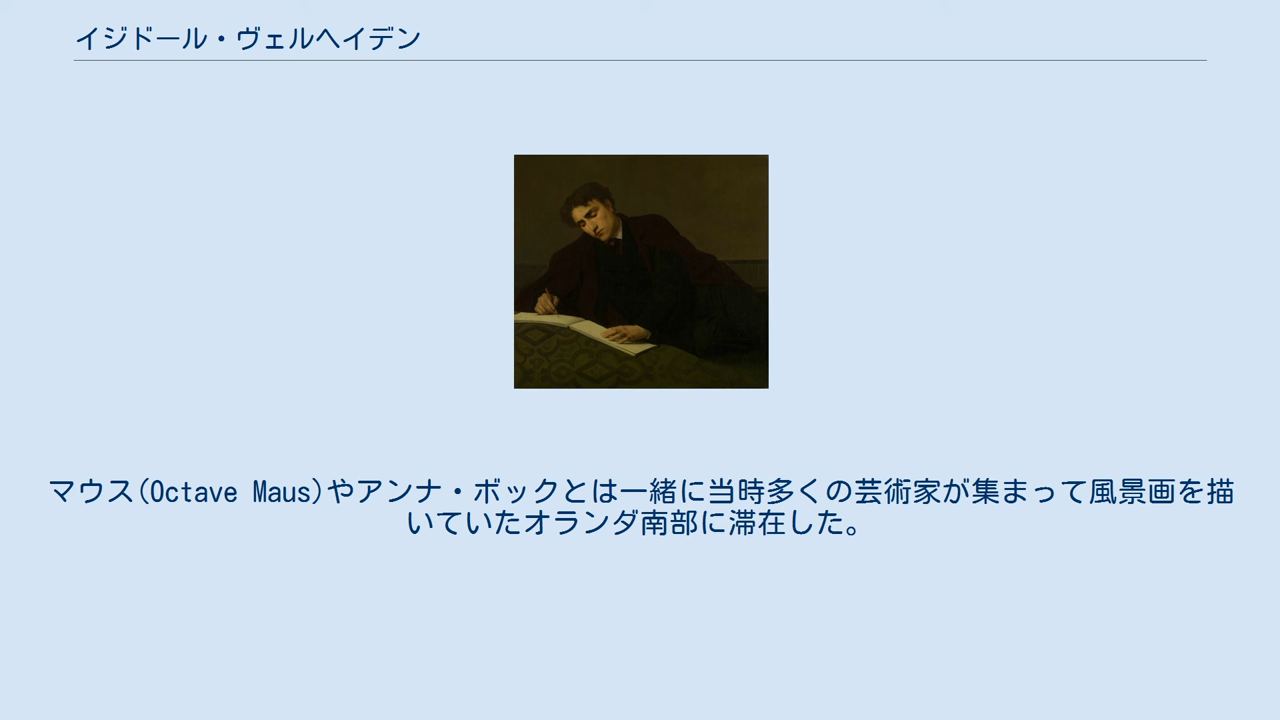 イジドール・ヴェルヘイデン
マウス(Octave Maus)やアンナ・ボックとは一緒に当時多くの芸術家が集まって風景画を描
いていたオランダ南部に滞在した。